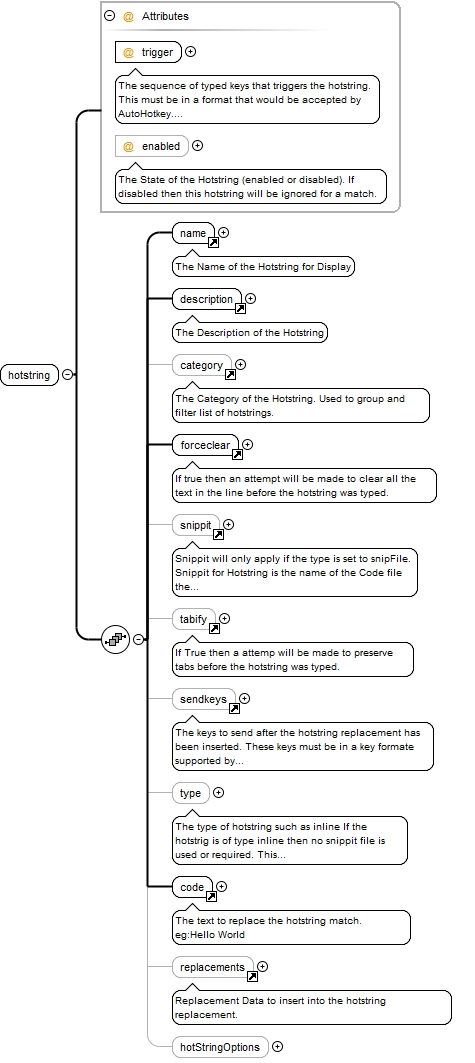 @ Attributes
@ trigger
The sequence of typed keys that triggers the hotstring.
This must be in a format that would be accepted by
AutoHotkey....
@ enabled
The State of the Hotstring (enabled or disabled). If
disabled then this hotstring will be ignored for a match.
hotstring
name
The Name of the Hotstring for Display
description
The Description of the Hotstring
category
The Category of the Hotstring. Used to group and
filter list of hotstrings.
forceclear
If true then an attempt will be made to clear all the
text in the line before the hotstring was typed.
snippit
Snippit will only apply if the type is set to snipFile.
Snippit for Hotstring is the name of the Code file
the...
tabify
If True then a attemp will be made to preserve
tabs before the hotstring was typed.
sendkeys
The keys to send after the hotstring replacement has
been inserted. These keys must be in a key formate
supported by...
type
The type of hotstring such as inline If the
hotstrig is of type inline then no snippit file is
used or required. This...
code
The text to replace the hotstring match.
eg:Hello World
replacements
Replacement Data to insert into the hotstring
replacement.
hotStringOptions